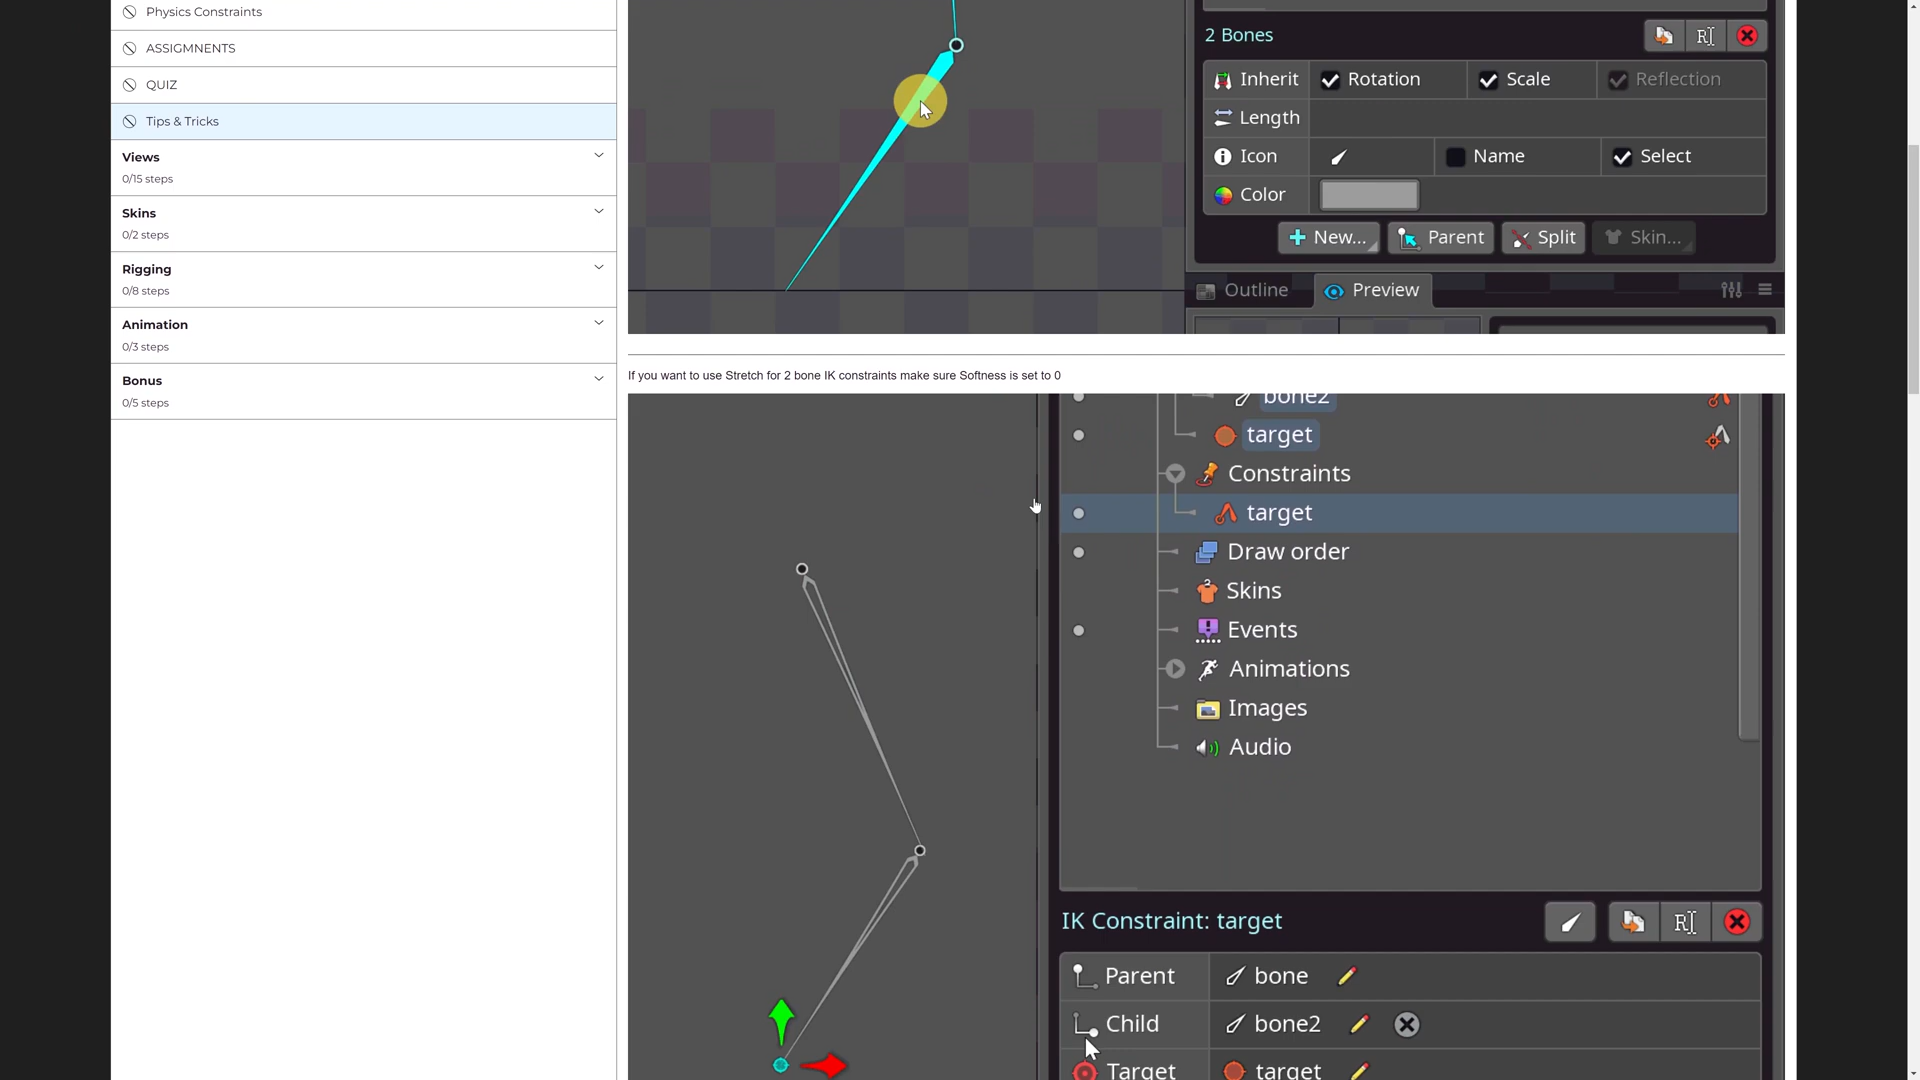 Physics Constraints
ASSIGMNENTS
QUIZ
Tips & Tricks
Views
0/15 steps
Skins
0/2 steps
Rigging
0/8 steps
Animation
0/3 steps
Bonus
0/5 steps
2 Bones
Inherit Rotation Scale Reflection
Length
Icon Name Select
Color
New... Parent Split Skin...
Outline Preview
If you want to use Stretch for 2 bone IK constraints make sure Softness is set to 0
bone2
target
Constraints
target
Draw order
Skins
Events
Animations
Images
Audio
IK Constraint: target
Parent bone
Child bone2
Target target